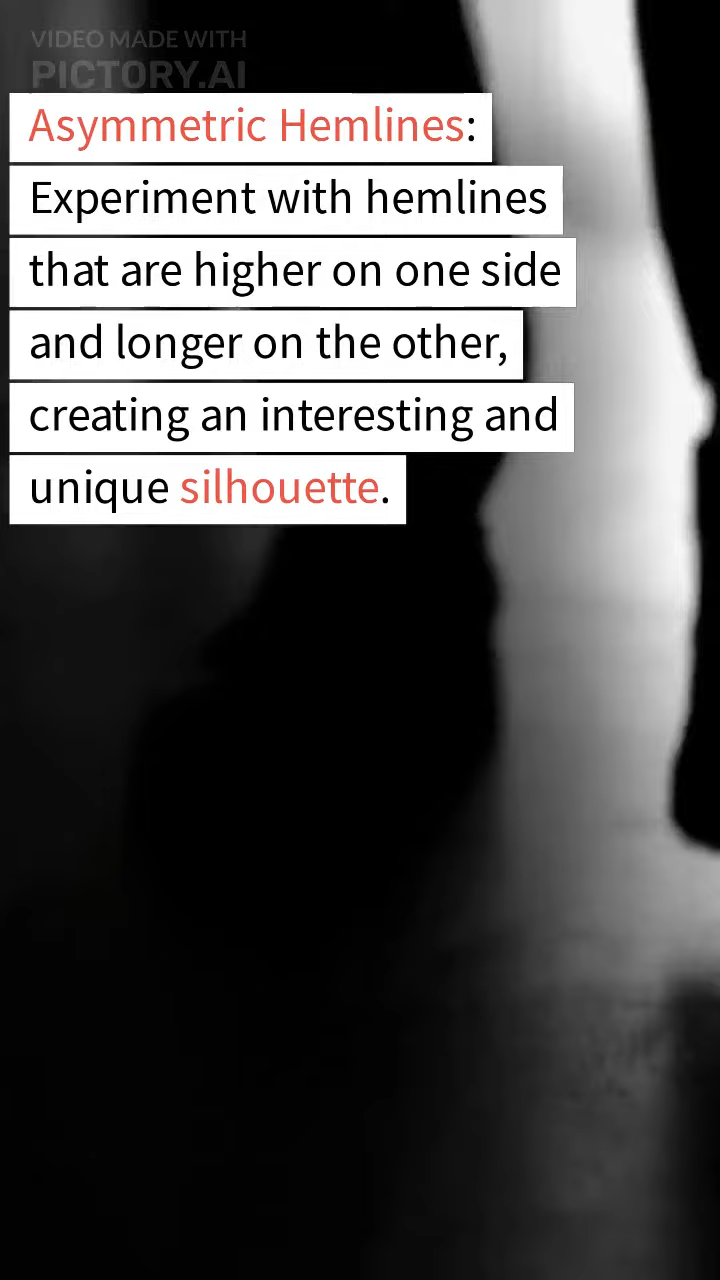 VIDEO MADE WITH
PICTORY.AI
Asymmetric Hemlines:
Experiment with hemlines
that are higher on one side
and longer on the other,
creating an interesting and
unique silhouette.